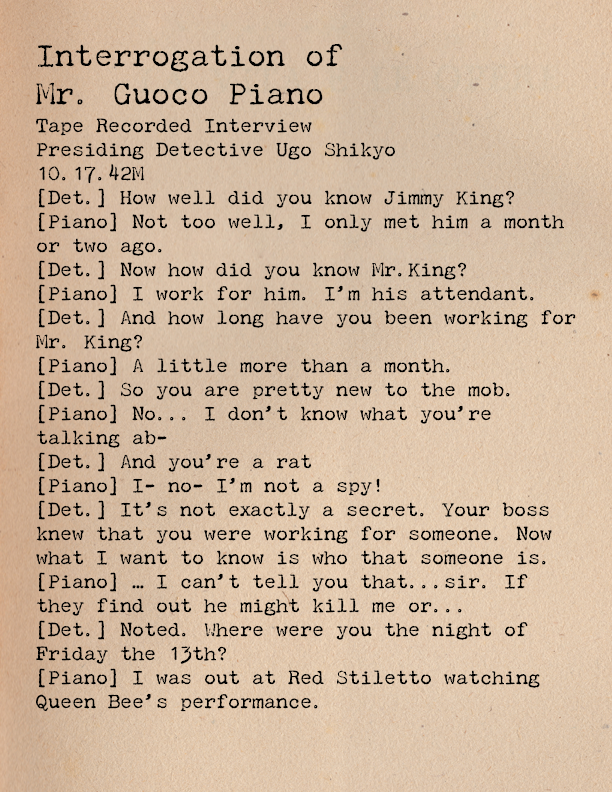 Interrogation of
Mr. Guoco Piano
Tape Recorded Interview
Presiding Detective Ugo Shikyo
10.17.42M
[Det.] How well did you know Jimmy King?
[Piano] Not too well, I only met him a month
or two ago.
[Det.] Now how did you know Mr.King?
[Piano] I work for him. I'm his attendant.
[Det.] And how long have you been working for
Mr. King?
[Piano] A little more than a month.
[Det.] So you are pretty new to the mob.
[Piano] No... I don't know what you're
talking ab-
[Det.] And you're a rat
[Piano] I- no- I'm not a spy!
[Det.] It's not exactly a secret. Your boss
knew that you were working for someone. Now
what I want to know is who that someone is.
[Piano] … I can't tell you that...sir. If
they find out he might kill me or...
[Det.] Noted. Where were you the night of
Friday the 13th?
[Piano] I was out at Red Stiletto watching
Queen Bee's performance.